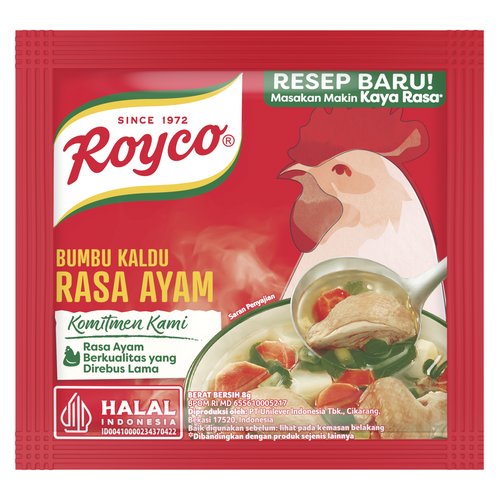 RESEP BARU!
Masakan Makin Kaya Rasa*
SINCE 1972
Royco®
BUMBU KALDU
RASA AYAM
Komitmen Kami
Rasa Ayam
Berkualitas yang
Direbus Lama
Saran Penyajian
HALAL
INDONESIA
ID00410000234370422
BERAT BERSIH 8g
BPOM RI MD 655610005217
Diproduksi oleh: PT Unilever Indonesia Tbk., Cikarang,
Bekasi 17520, Indonesia
Baik digunakan sebelum: lihat pada kemasan belakang
*Dibandingkan dengan produk sejenis lainnya